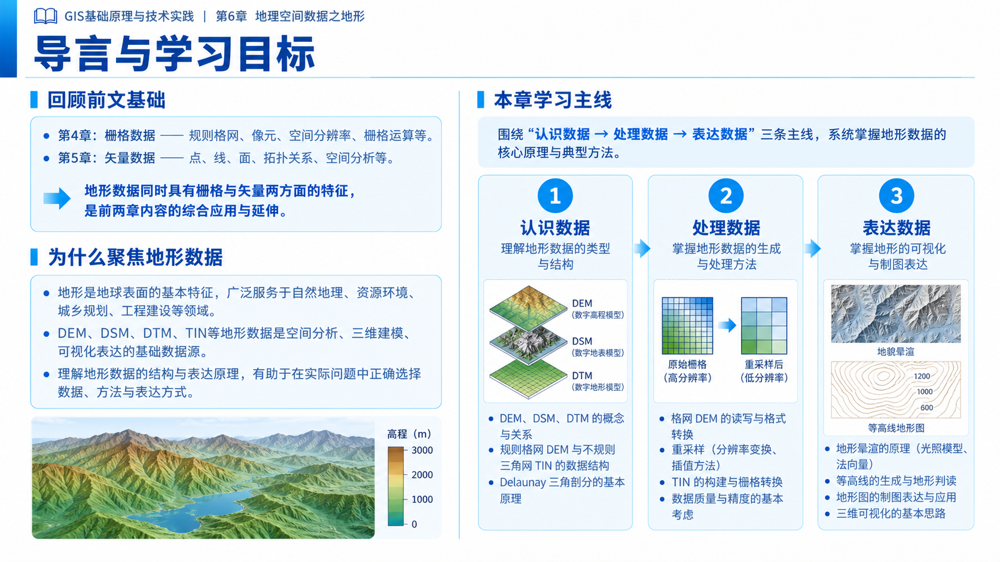 GIS基础原理与技术实践 | 第6章 地理空间数据之地形
导言与学习目标
回顾前文基础
• 第4章：栅格数据 —— 规则格网、像元、空间分辨率、栅格运算等。
• 第5章：矢量数据 —— 点、线、面、拓扑关系、空间分析等。
地形数据同时具有栅格与矢量两方面的特征，
是前两章内容的综合应用与延伸。
为什么聚焦地形数据
• 地形是地球表面的基本特征，广泛服务于自然地理、资源环境、
城乡规划、工程建设等领域。
• DEM、DSM、DTM、TIN等地形数据是空间分析、三维建模、
可视化表达的基础数据源。
• 理解地形数据的结构与表达原理，有助于在实际问题中正确选择
数据、方法与表达方式。
高程（m）
3000
2000
1000
0
本章学习主线
围绕“认识数据 → 处理数据 → 表达数据”三条主线，系统掌握地形数据的
核心原理与典型方法。
1
认识数据
理解地形数据的类型
与结构
DEM
（数字高程模型）
DSM
（数字地表模型）
DTM
（数字地形模型）
• DEM、DSM、DTM 的概念
与关系
• 规则格网 DEM 与不规则
三角网 TIN 的数据结构
• Delaunay 三角剖分的基本
原理
2
处理数据
掌握地形数据的生成
与处理方法
原始栅格
（高分辨率）
重采样后
（低分辨率）
• 格网 DEM 的读写与格式
转换
• 重采样（分辨率变换、
插值方法）
• TIN 的构建与栅格转换
• 数据质量与精度的基本
考虑
3
表达数据
掌握地形的可视化
与制图表达
地貌晕渲
1200
1000
600
等高线地形图
• 地形晕渲的原理（光照模型、
法向量）
• 等高线的生成与地形判读
• 地形图的制图表达与应用
• 三维可视化的基本思路